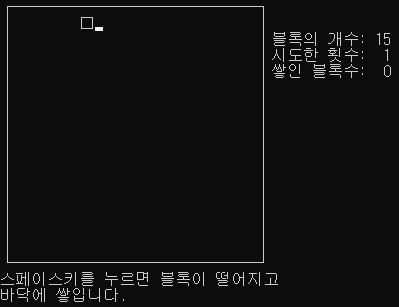 블록의 개수: 15
시도한 횟수: 1
쌓인 블록수: 0
스페이스키를 누르면 블록이 떨어지고
바닥에 쌓입니다.